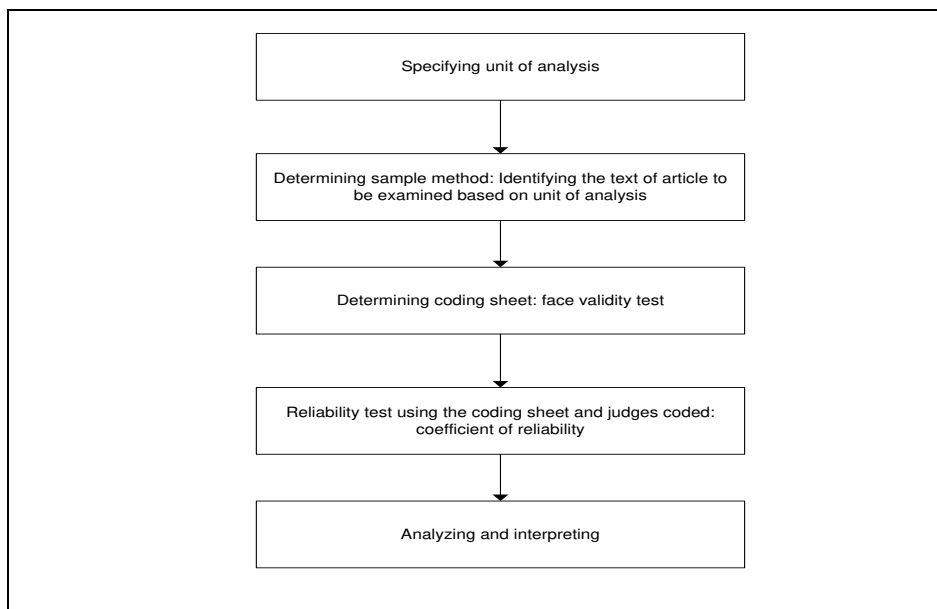 Specifying unit of analysis
Determining sample method: Identifying the text of article to
be examined based on unit of analysis
Determining coding sheet: face validity test
Reliability test using the coding sheet and judges coded:
coefficient of reliability
Analyzing and interpreting